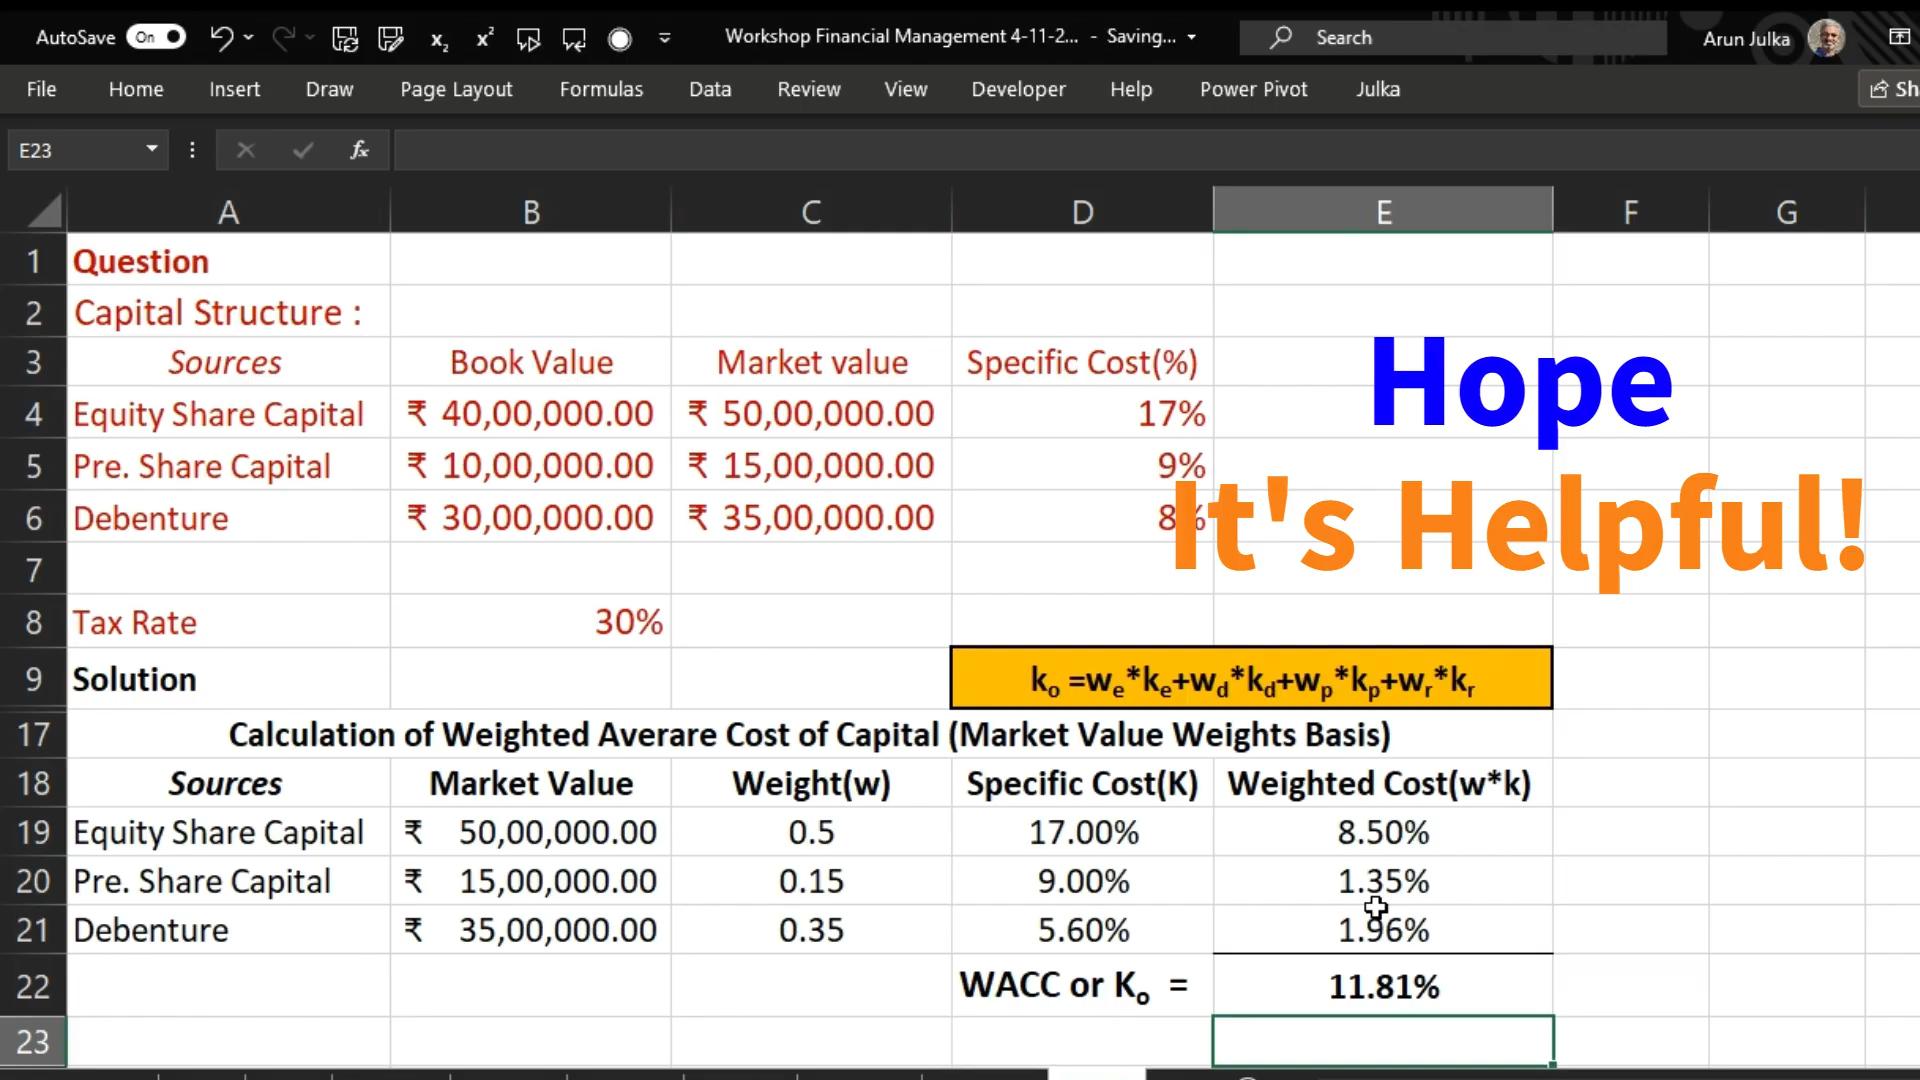 AutoSave On x₂ x² Workshop Financial Management 4-11-2... - Saving... Search Arun Julka
File Home Insert Draw Page Layout Formulas Data Review View Developer Help Power Pivot Julka Sh
E23 fx
A B C D E F G
1 Question
2 Capital Structure :
3 Sources Book Value Market value Specific Cost(%)
4 Equity Share Capital ₹ 40,00,000.00 ₹ 50,00,000.00 17%
5 Pre. Share Capital ₹ 10,00,000.00 ₹ 15,00,000.00 9%
6 Debenture ₹ 30,00,000.00 ₹ 35,00,000.00 8%
Hope
It's Helpful!
7
8 Tax Rate 30%
9 Solution kₒ =wₑ*kₑ+w_d*k_d+wₚ*kₚ+wᵣ*kᵣ
17 Calculation of Weighted Averare Cost of Capital (Market Value Weights Basis)
18 Sources Market Value Weight(w) Specific Cost(K) Weighted Cost(w*k)
19 Equity Share Capital ₹ 50,00,000.00 0.5 17.00% 8.50%
20 Pre. Share Capital ₹ 15,00,000.00 0.15 9.00% 1.35%
21 Debenture ₹ 35,00,000.00 0.35 5.60% 1.96%
22 WACC or Kₒ = 11.81%
23